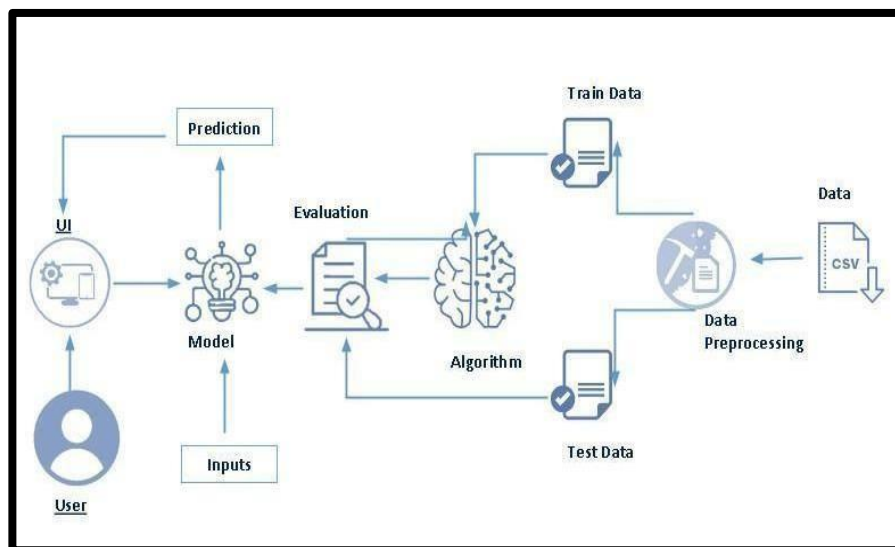 Train Data
Prediction
Data
Evaluation
UI
CSV
Model
Algorithm
Data
Preprocessing
Inputs
Test Data
User